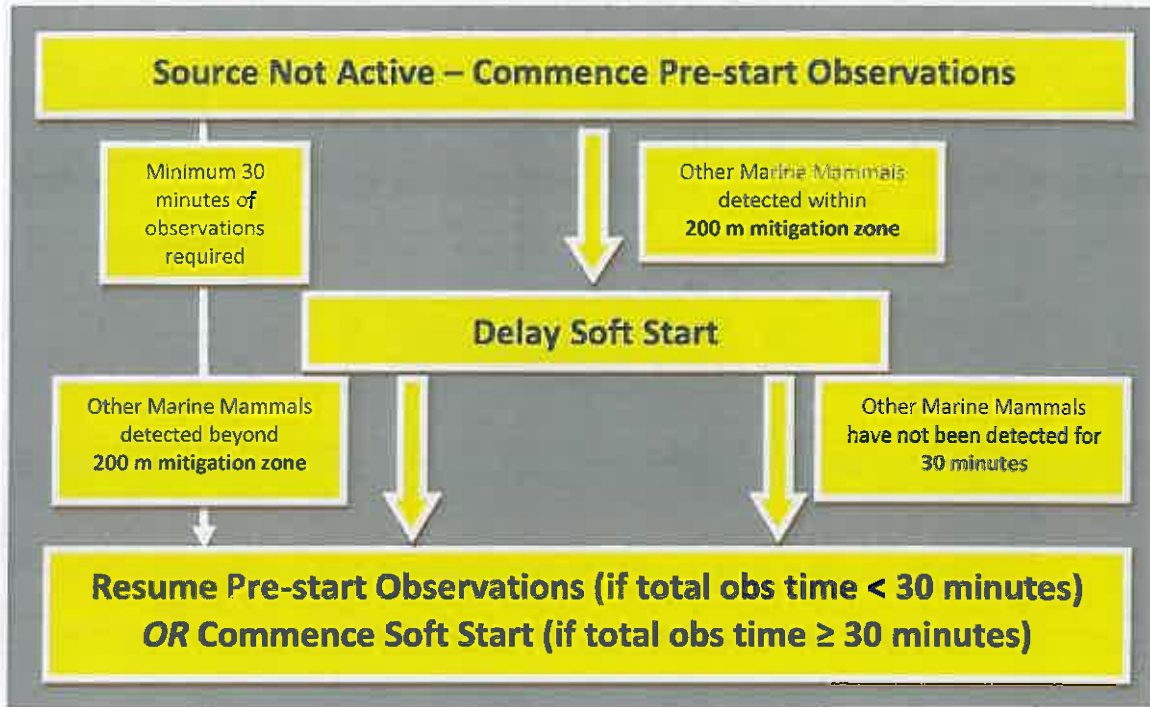 Source Not Active – Commence Pre-start Observations
Minimum 30
minutes of
observations
required
Other Marine Mammals
detected within
200 m mitigation zone
Delay Soft Start
Other Marine Mammals
detected beyond
200 m mitigation zone
Other Marine Mammals
have not been detected for
30 minutes
Resume Pre-start Observations (if total obs time < 30 minutes)
OR Commence Soft Start (if total obs time ≥ 30 minutes)